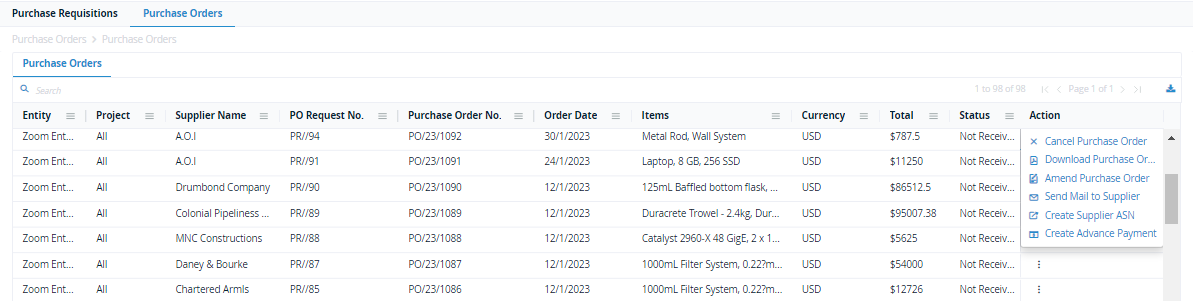 Purchase Requisitions Purchase Orders
Purchase Orders > Purchase Orders
Purchase Orders
Search 1 to 98 of 98 Page 1 of 1
Entity Project Supplier Name PO Request No. Purchase Order No. Order Date Items Currency Total Status Action
Zoom Ent... All A.O.I PR//94 PO/23/1092 30/1/2023 Metal Rod, Wall System USD $787.5 Not Receiv... Cancel Purchase Order
Zoom Ent... All A.O.I PR//91 PO/23/1091 24/1/2023 Laptop, 8 GB, 256 SSD USD $11250 Not Receiv... Download Purchase Or...
Amend Purchase Order
Zoom Ent... All Drumbond Company PR//90 PO/23/1090 12/1/2023 125mL Baffled bottom flask, ... USD $86512.5 Not Receiv...
Send Mail to Supplier
Zoom Ent... All Colonial Pipeliness ... PR//89 PO/23/1089 12/1/2023 Duracrete Trowel - 2.4kg, Dur... USD $95007.38 Not Receiv... Create Supplier ASN
Zoom Ent... All MNC Constructions PR//88 PO/23/1088 12/1/2023 Catalyst 2960-X 48 GigE, 2 x 1... USD $5625 Not Receiv... Create Advance Payment
Zoom Ent... All Daney & Bourke PR//87 PO/23/1087 12/1/2023 1000mL Filter System, 0.22?m... USD $54000 Not Receiv...
Zoom Ent... All Chartered Armls PR//85 PO/23/1086 12/1/2023 1000mL Filter System, 0.22?m... USD $12726 Not Receiv...